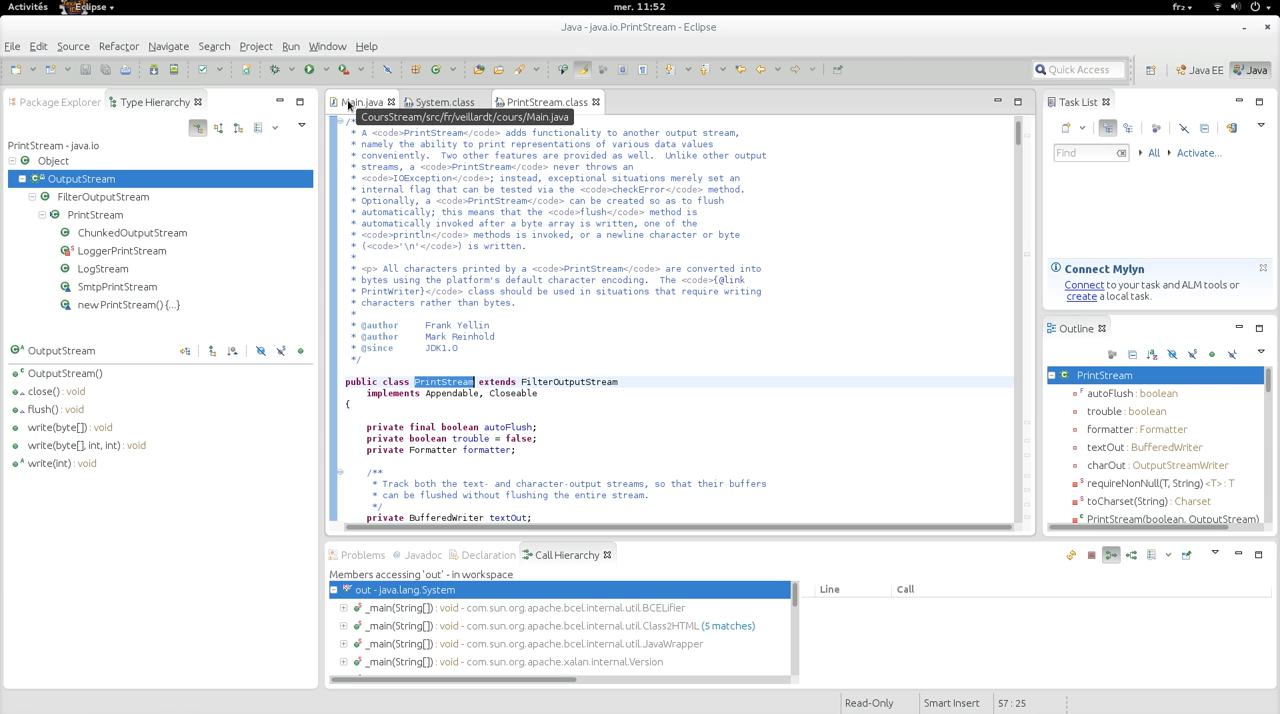 Activités
Eclipse
mer. 11:52
fr2
Java - java.io.PrintStream - Eclipse
File Edit Source Refactor Navigate Search Project Run Window Help
Quick Access
Java EE
Java
Package Explorer
Type Hierarchy
PrintStream - java.io
Object
OutputStream
FilterOutputStream
PrintStream
ChunkedOutputStream
LoggerPrintStream
LogStream
SmtpPrintStream
new PrintStream() {...}
OutputStream
OutputStream()
close() : void
flush() : void
write(byte[]) : void
write(byte[], int, int) : void
write(int) : void
Main.java
System.class
PrintStream.class
CoursStream/src/fr/veillardt/cours/Main.java
/*
* A <code>PrintStream</code> adds functionality to another output stream,
* namely the ability to print representations of various data values
* conveniently.  Two other features are provided as well.  Unlike other output
* streams, a <code>PrintStream</code> never throws an
* <code>IOException</code>; instead, exceptional situations merely set an
* internal flag that can be tested via the <code>checkError</code> method.
* Optionally, a <code>PrintStream</code> can be created so as to flush
* automatically; this means that the <code>flush</code> method is
* automatically invoked after a byte array is written, one of the
* <code>println</code> methods is invoked, or a newline character or byte
* (<code>'\n'</code>) is written.
*
* <p> All characters printed by a <code>PrintStream</code> are converted into
* bytes using the platform's default character encoding.  The <code>{@link
* PrintWriter}</code> class should be used in situations that require writing
* characters rather than bytes.
*
* @author     Frank Yellin
* @author     Mark Reinhold
* @since      JDK1.0
*/
public class PrintStream extends FilterOutputStream
implements Appendable, Closeable
{
private final boolean autoFlush;
private boolean trouble = false;
private Formatter formatter;
/**
* Track both the text- and character-output streams, so that their buffers
* can be flushed without flushing the entire stream.
*/
private BufferedWriter textOut;
Task List
Find
All
Activate...
Connect Mylyn
Connect to your task and ALM tools or
create a local task.
Outline
PrintStream
autoFlush : boolean
trouble : boolean
formatter : Formatter
textOut : BufferedWriter
charOut : OutputStreamWriter
requireNonNull(T, String) <T> : T
toCharset(String) : Charset
PrintStream(boolean, OutputStream)
Problems
Javadoc
Declaration
Call Hierarchy
Members accessing 'out' - in workspace
out - java.lang.System
_main(String[]) : void - com.sun.org.apache.bcel.internal.util.BCELifier
_main(String[]) : void - com.sun.org.apache.bcel.internal.util.Class2HTML (5 matches)
_main(String[]) : void - com.sun.org.apache.bcel.internal.util.JavaWrapper
_main(String[]) : void - com.sun.org.apache.xalan.internal.Version
Line
Call
Read-Only
Smart Insert
57 : 25